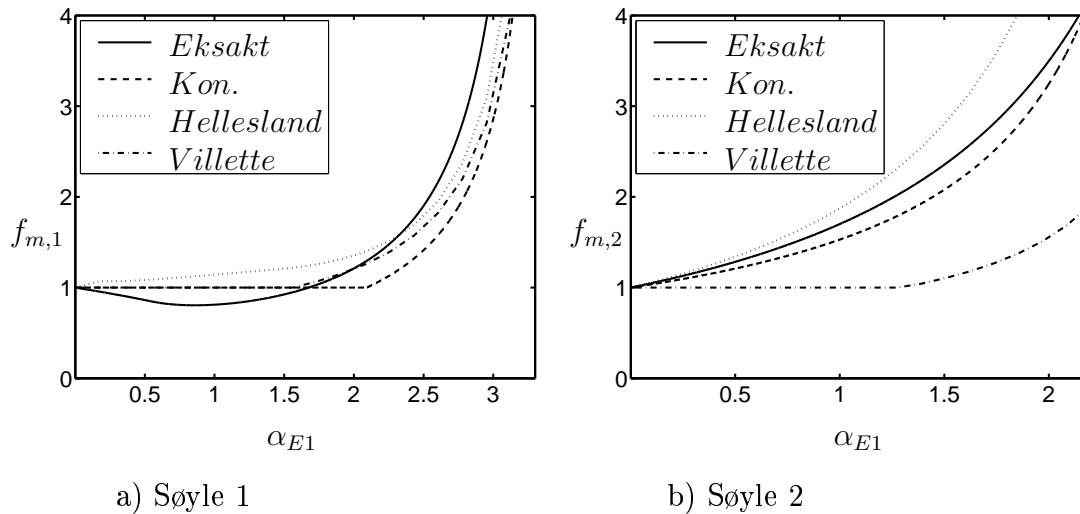 4
3
2
1
0
0.5 1 1.5 2 2.5 3
f_{m,1}
α_{E1}
Eksakt
Kon.
Hellesland
Villette
a) Søyle 1
4
3
2
1
0
0.5 1 1.5 2
f_{m,2}
α_{E1}
Eksakt
Kon.
Hellesland
Villette
b) Søyle 2